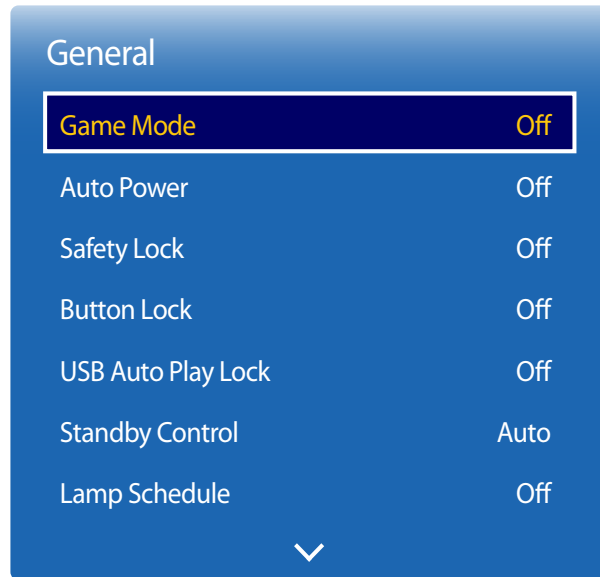 General
Game Mode Off
Auto Power Off
Safety Lock Off
Button Lock Off
USB Auto Play Lock Off
Standby Control Auto
Lamp Schedule Off